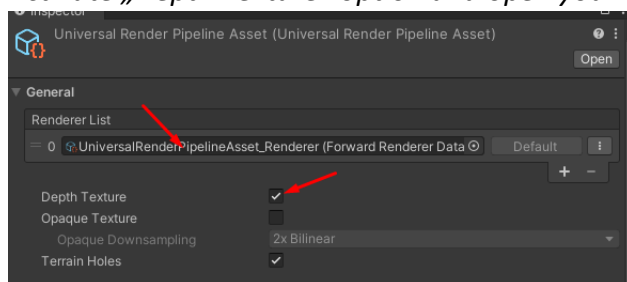 Inspector
Universal Render Pipeline Asset (Universal Render Pipeline Asset)
Open
General
Renderer List
0 UniversalRenderPipelineAsset_Renderer (Forward Renderer Data Default
+ −
Depth Texture
Opaque Texture
Opaque Downsampling 2x Bilinear
Terrain Holes